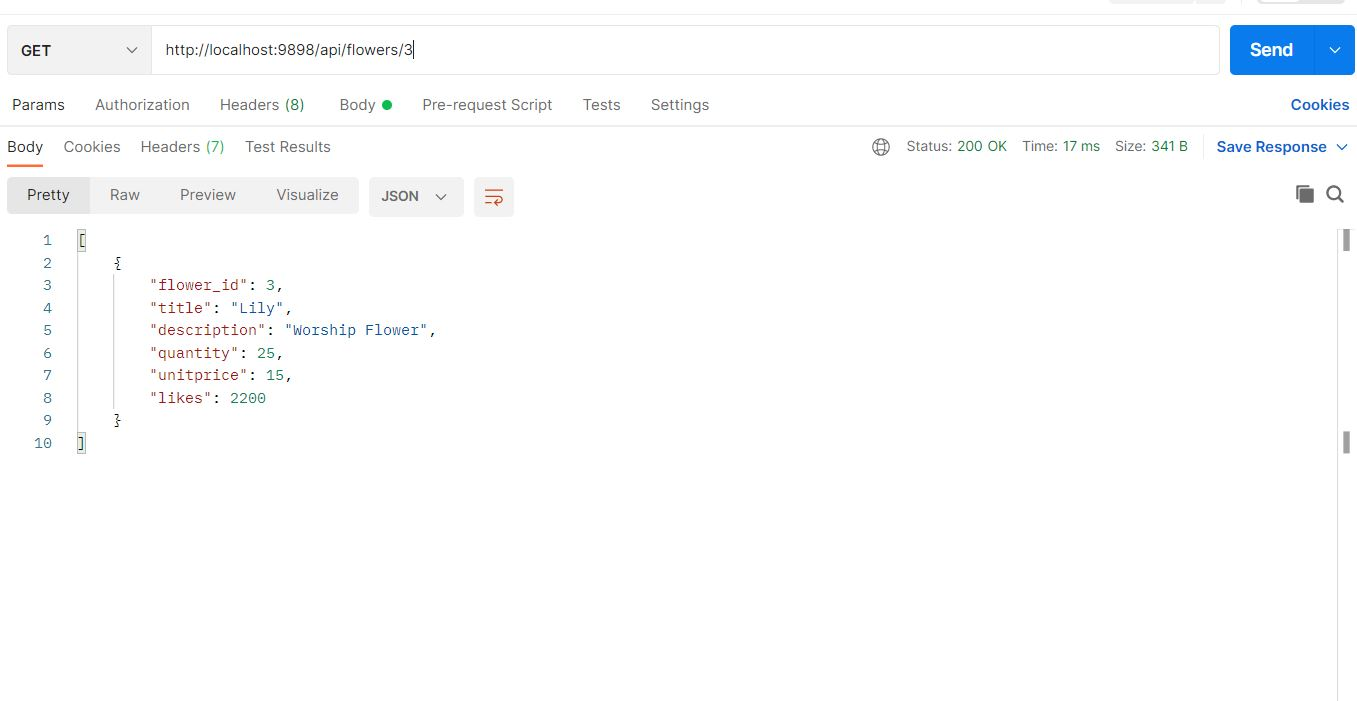 GET http://localhost:9898/api/flowers/3 Send
Params Authorization Headers (8) Body Pre-request Script Tests Settings Cookies
Body Cookies Headers (7) Test Results Status: 200 OK Time: 17 ms Size: 341 B Save Response
Pretty Raw Preview Visualize JSON
1 [
2 {
3 "flower_id": 3,
4 "title": "Lily",
5 "description": "Worship Flower",
6 "quantity": 25,
7 "unitprice": 15,
8 "likes": 2200
9 }
10 ]